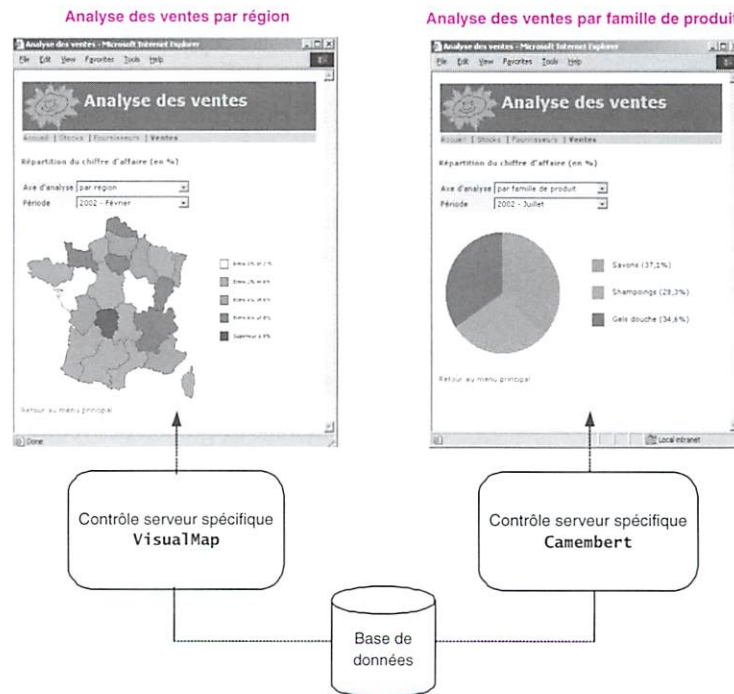 Analyse des ventes par région
Analyse des ventes par famille de produit
Analyse des ventes - Microsoft Internet Explorer
File Edit View Favorites Tools Help
Analyse des ventes
Accueil | Stocks | Fournisseurs | Ventes
Répartition du chiffre d'affaire (en %)
Axe d'analyse par région
Période 2002 - Février
Retour au menu principal
Done
Analyse des ventes - Microsoft Internet Explorer
File Edit View Favorites Tools Help
Analyse des ventes
Accueil | Stocks | Fournisseurs | Ventes
Répartition du chiffre d'affaire (en %)
Axe d'analyse par famille de produit
Période 2002 - Juillet
Savons (37,1%)
Shampoings (28,3%)
Gels douche (34,6%)
Retour au menu principal
Local intranet
Contrôle serveur spécifique
VisualMap
Contrôle serveur spécifique
Camembert
Base de
données